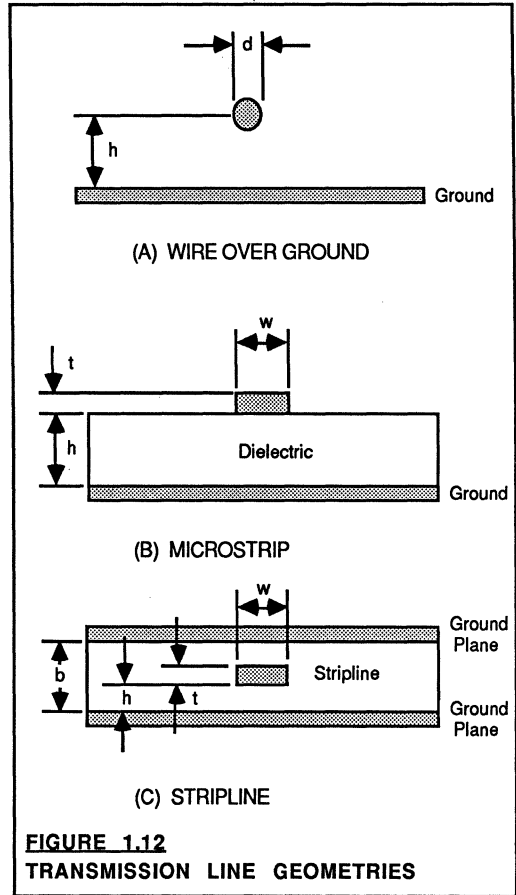 d
h
Ground
(A) WIRE OVER GROUND
w
t
h
Dielectric
Ground
(B) MICROSTRIP
w
Ground
Plane
b
Stripline
h
t
Ground
Plane
(C) STRIPLINE
FIGURE 1.12
TRANSMISSION LINE GEOMETRIES